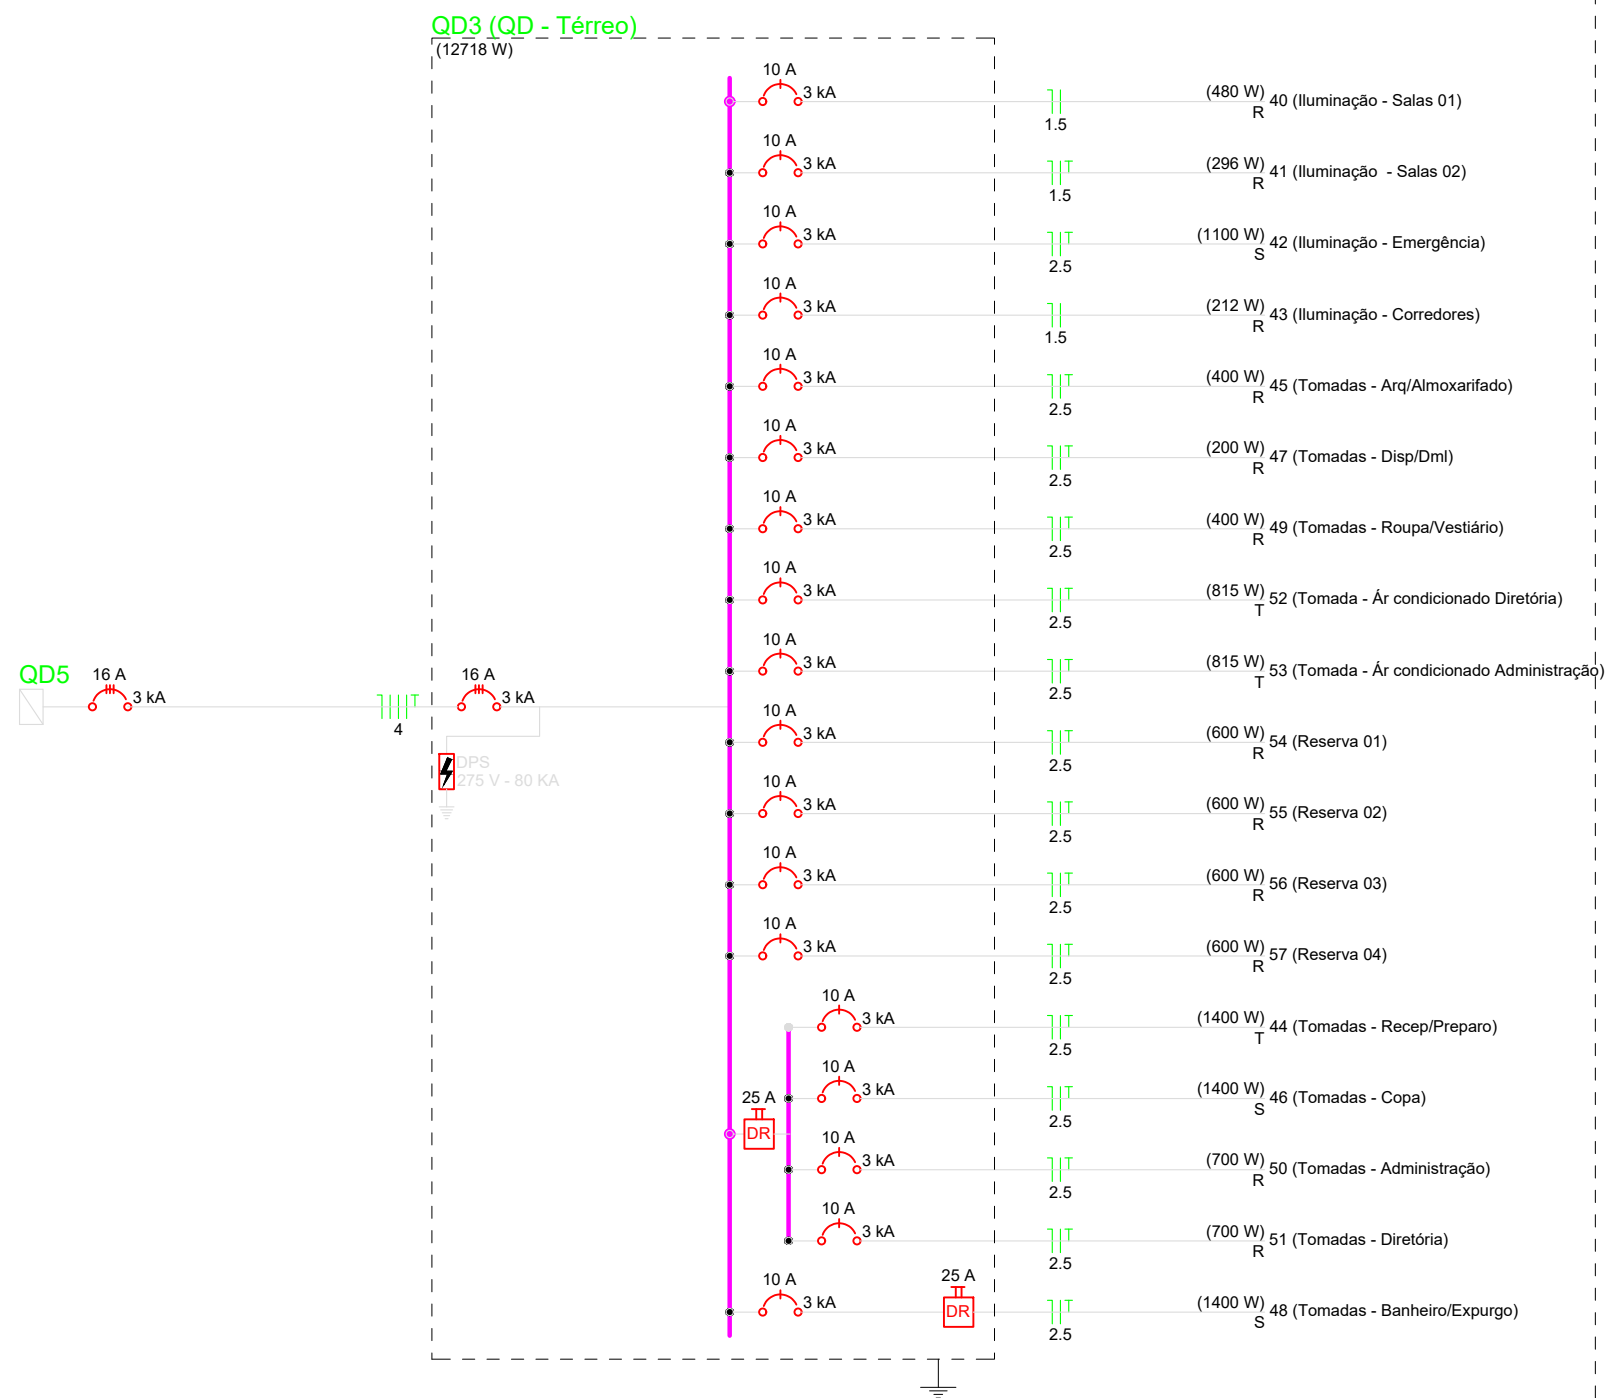 QD3 (QD - Térreo)
(12718 W)
10 A
3 kA
1.5
(480 W)
R
40 (Iluminação - Salas 01)
10 A
3 kA
1.5
(296 W)
R
41 (Iluminação  - Salas 02)
10 A
3 kA
2.5
(1100 W)
S
42 (Iluminação - Emergência)
10 A
3 kA
1.5
(212 W)
R
43 (Iluminação - Corredores)
10 A
3 kA
2.5
(400 W)
R
45 (Tomadas - Arq/Almoxarifado)
10 A
3 kA
2.5
(200 W)
R
47 (Tomadas - Disp/Dml)
10 A
3 kA
2.5
(400 W)
R
49 (Tomadas - Roupa/Vestiário)
10 A
3 kA
2.5
(815 W)
T
52 (Tomada - Ár condicionado Diretória)
10 A
3 kA
2.5
(815 W)
T
53 (Tomada - Ár condicionado Administração)
QD5
16 A
3 kA
4
16 A
3 kA
DPS
275 V - 80 KA
10 A
3 kA
2.5
(600 W)
R
54 (Reserva 01)
10 A
3 kA
2.5
(600 W)
R
55 (Reserva 02)
10 A
3 kA
2.5
(600 W)
R
56 (Reserva 03)
10 A
3 kA
2.5
(600 W)
R
57 (Reserva 04)
10 A
3 kA
2.5
(1400 W)
T
44 (Tomadas - Recep/Preparo)
10 A
3 kA
2.5
(1400 W)
S
46 (Tomadas - Copa)
25 A
DR
10 A
3 kA
2.5
(700 W)
R
50 (Tomadas - Administração)
10 A
3 kA
2.5
(700 W)
R
51 (Tomadas - Diretória)
10 A
3 kA
25 A
DR
2.5
(1400 W)
S
48 (Tomadas - Banheiro/Expurgo)